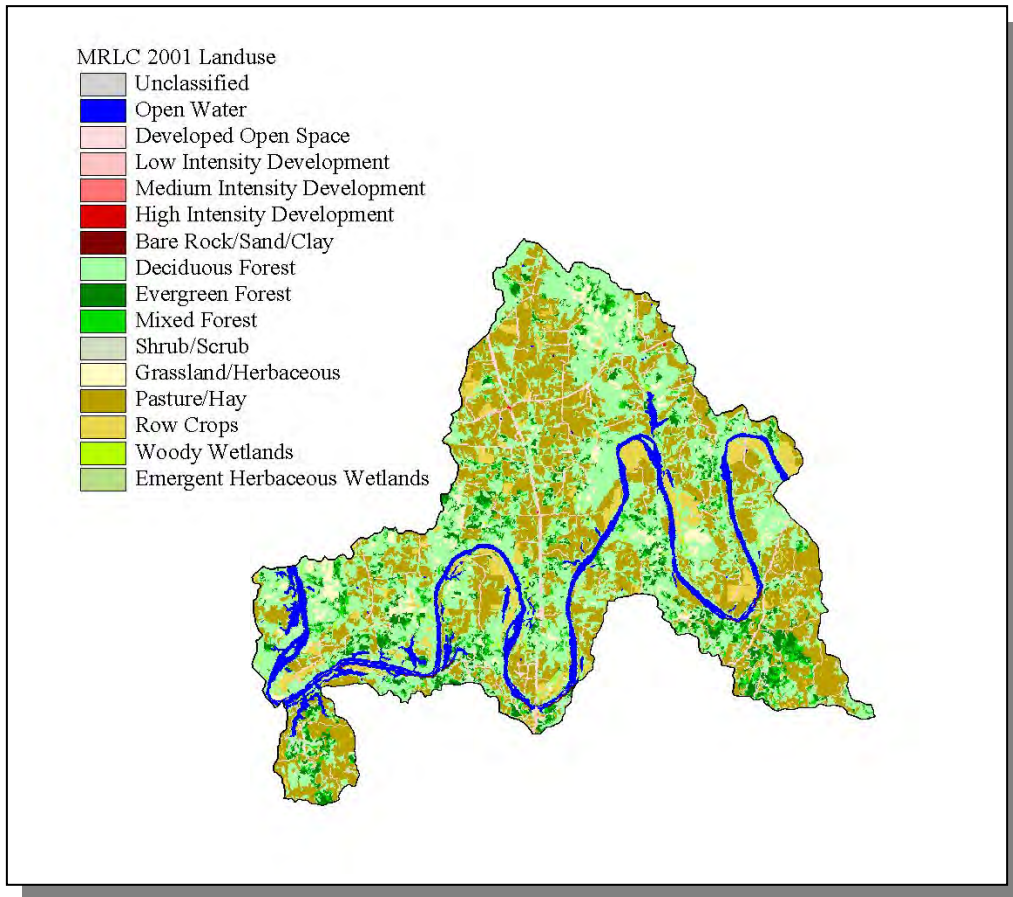 MRLC 2001 Landuse
Unclassified
Open Water
Developed Open Space
Low Intensity Development
Medium Intensity Development
High Intensity Development
Bare Rock/Sand/Clay
Deciduous Forest
Evergreen Forest
Mixed Forest
Shrub/Scrub
Grassland/Herbaceous
Pasture/Hay
Row Crops
Woody Wetlands
Emergent Herbaceous Wetlands